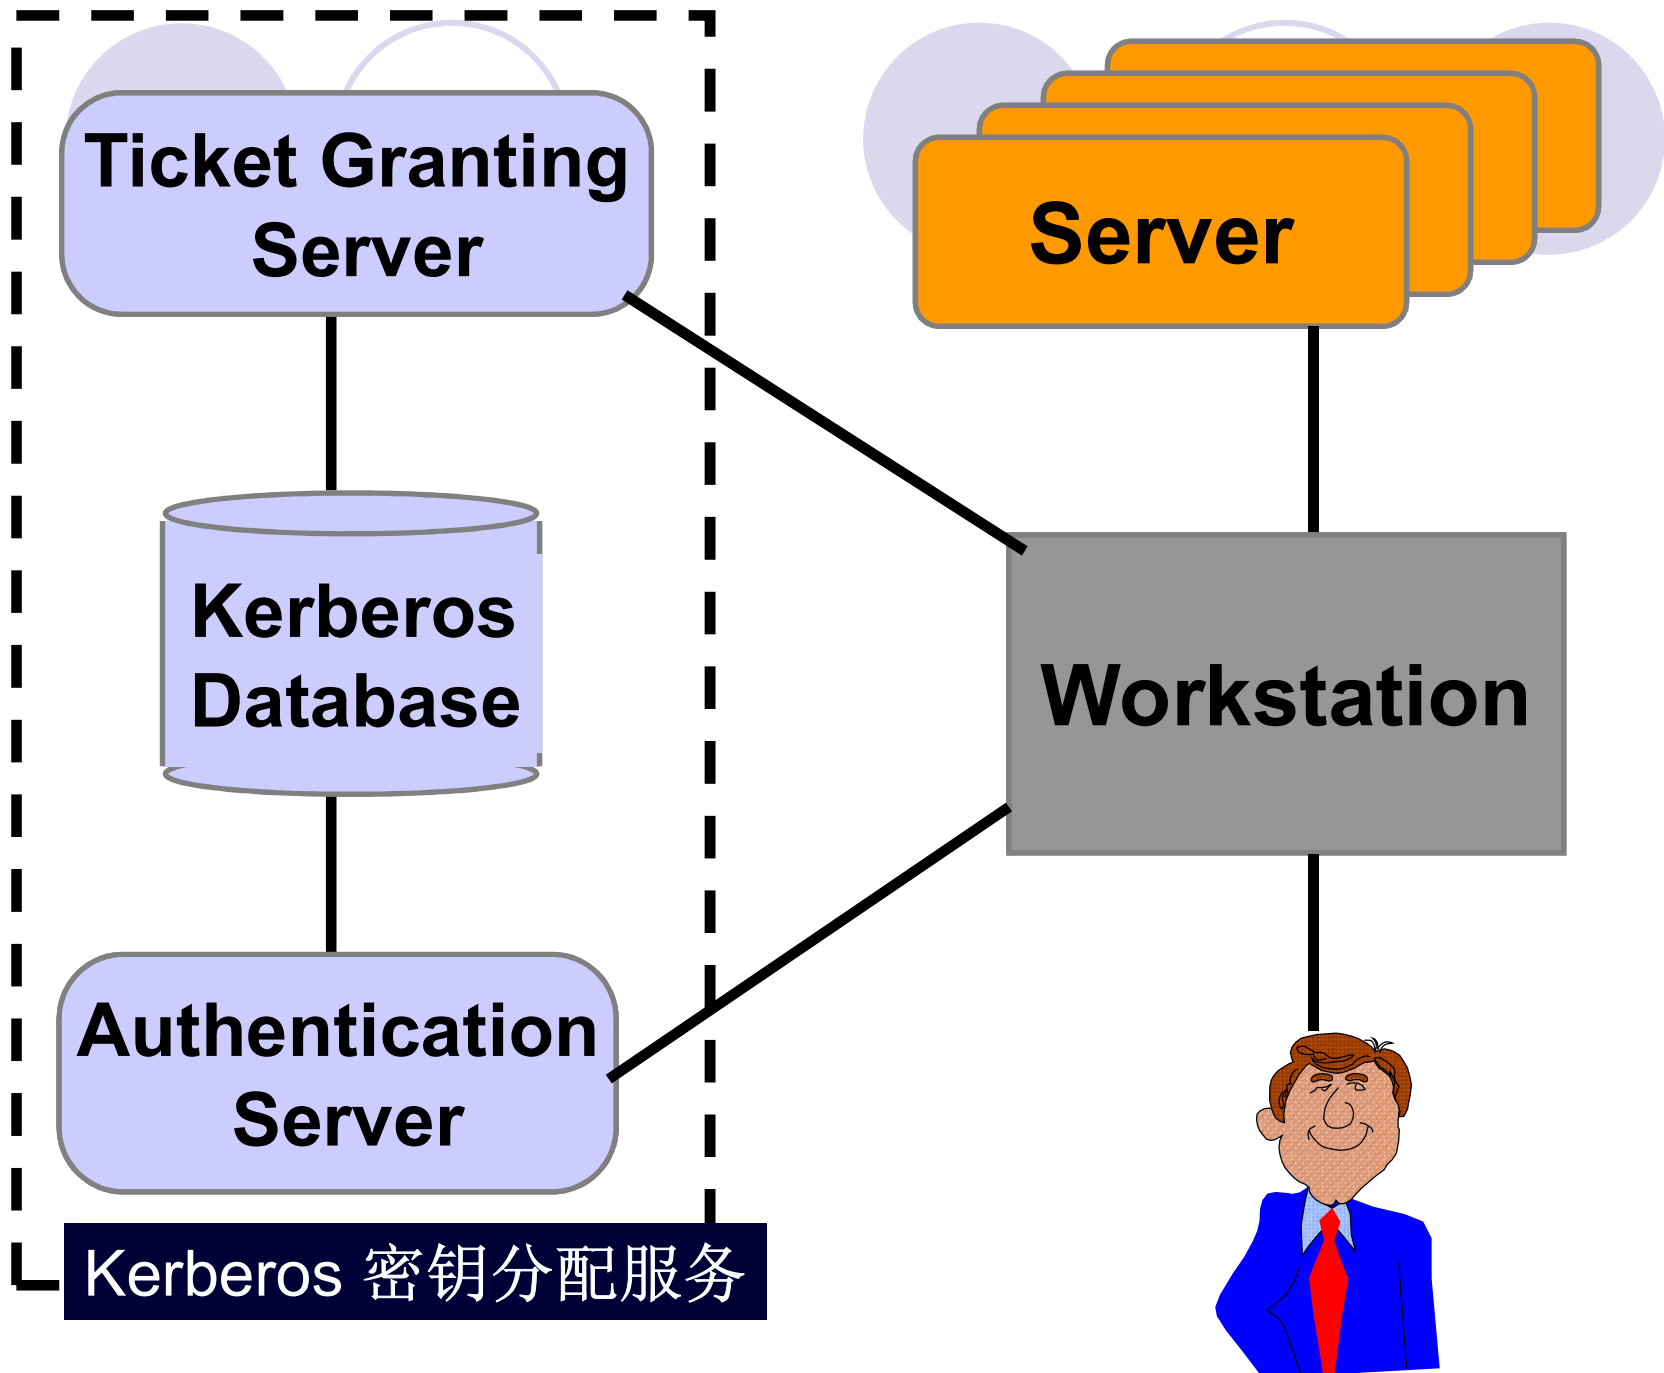 Ticket Granting
Server
Server
Kerberos
Database
Workstation
Authentication
Server
Kerberos 密钥分配服务